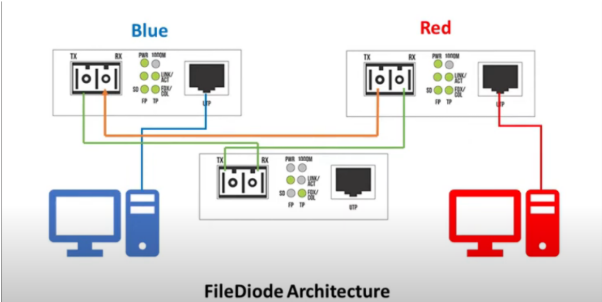 Blue
Red
TX RX PWR 1000M
LINK/
ACT
SD FDX/
COL
FP TP
UTP
TX RX PWR 1000M
LINK/
ACT
SD FDX/
COL
FP TP
UTP
TX RX PWR 1000M
LINK/
ACT
SD FDX/
COL
FP TP
UTP
FileDiode Architecture